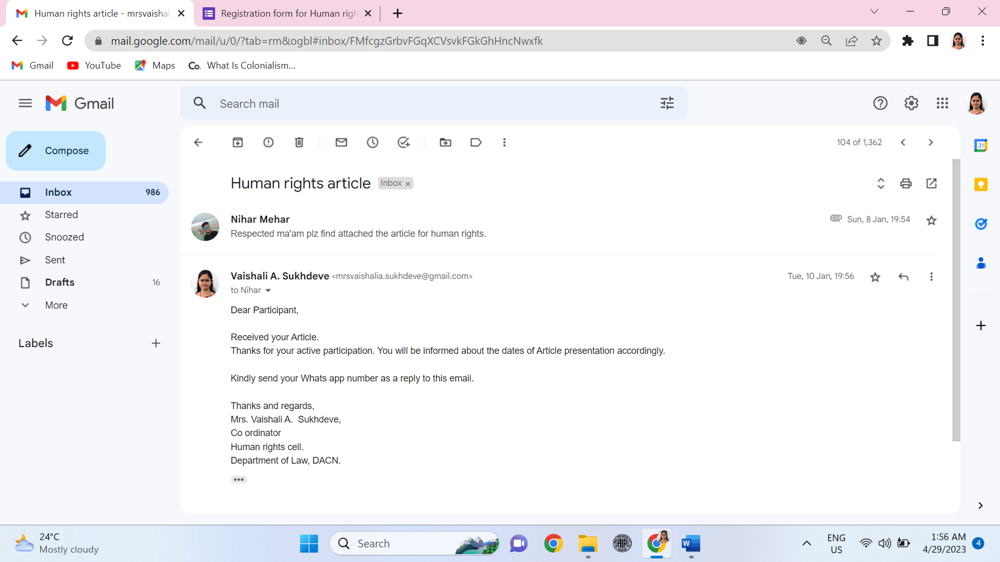 Human rights article - mrsvaishal
Registration form for Human righ
mail.google.com/mail/u/0/?tab=rm&ogbl#inbox/FMfcgzGrbvFGqXCVsvkFGkGhHncNwxfk
Gmail
YouTube
Maps
Co.
What Is Colonialism...
Gmail
Search mail
Compose
104 of 1,362
31
Human rights article
Inbox ×
Inbox
986
Starred
Snoozed
Sent
Drafts
16
More
Labels
Nihar Mehar
Sun, 8 Jan, 19:54
Respected ma'am plz find attached the article for human rights.
Vaishali A. Sukhdeve <mrsvaishalia.sukhdeve@gmail.com>
Tue, 10 Jan, 19:56
to Nihar
Dear Participant,
Received your Article.
Thanks for your active participation. You will be informed about the dates of Article presentation accordingly.
Kindly send your Whats app number as a reply to this email.
Thanks and regards,
Mrs. Vaishali A.  Sukhdeve,
Co ordinator
Human rights cell.
Department of Law, DACN.
24°C
Mostly cloudy
Search
AIR
W
ENG
US
1:56 AM
4/29/2023
4